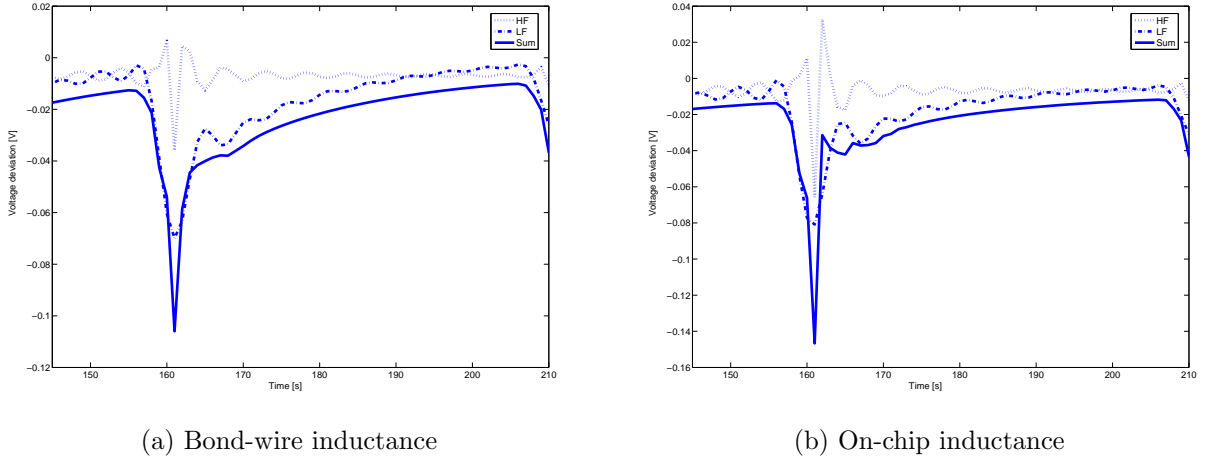 0.02
0
−0.02
−0.04
−0.06
−0.08
−0.1
−0.12
150 160 170 180 190 200 210
Time [s]
Voltage deviation [V]
HF
LF
Sum
(a) Bond-wire inductance
0.04
0.02
0
−0.02
−0.04
−0.06
−0.08
−0.1
−0.12
−0.14
−0.16
150 160 170 180 190 200 210
Time [s]
Voltage deviation [V]
HF
LF
Sum
(b) On-chip inductance